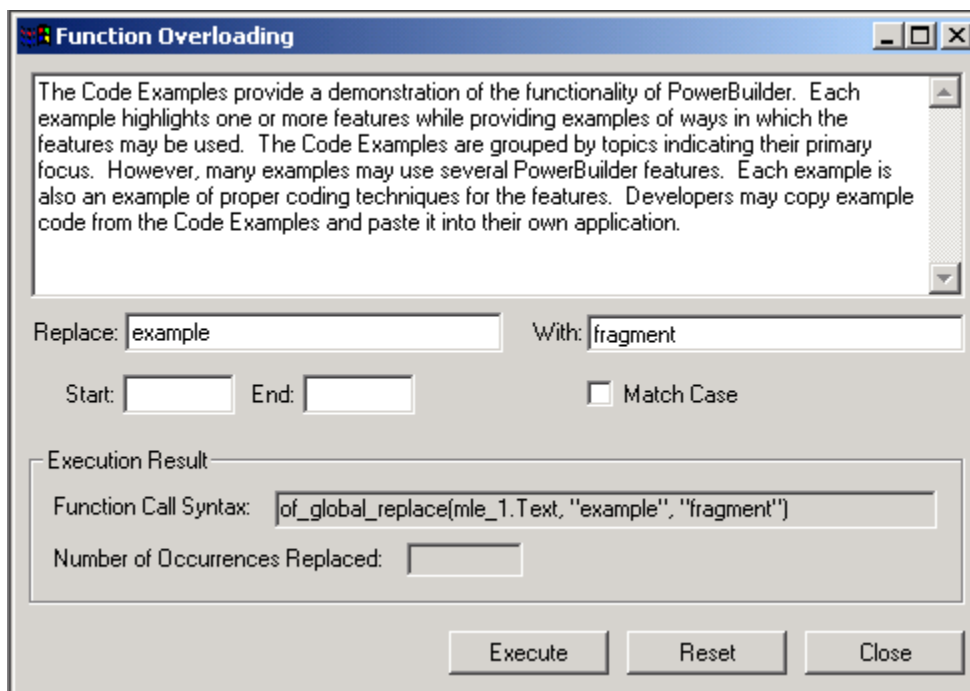 Function Overloading
The Code Examples provide a demonstration of the functionality of PowerBuilder.  Each
example highlights one or more features while providing examples of ways in which the
features may be used.  The Code Examples are grouped by topics indicating their primary
focus.  However, many examples may use several PowerBuilder features.  Each example is
also an example of proper coding techniques for the features.  Developers may copy example
code from the Code Examples and paste it into their own application.
Replace: example With: fragment
Start: End: Match Case
Execution Result
Function Call Syntax: of_global_replace(mle_1.Text, "example", "fragment")
Number of Occurrences Replaced:
Execute Reset Close